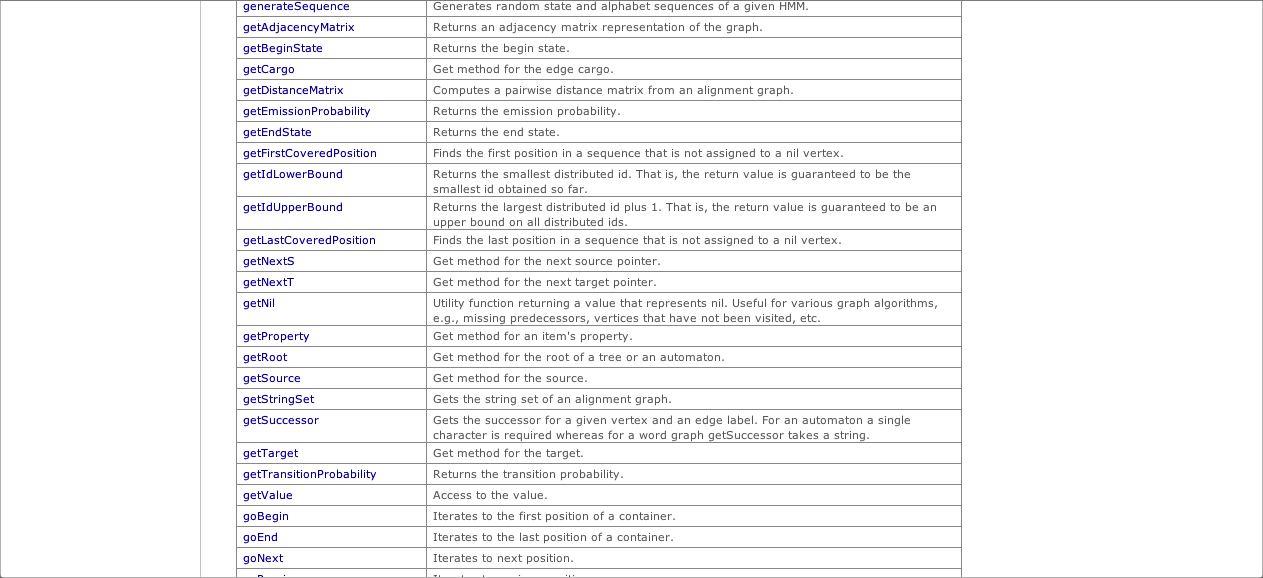 generateSequence Generates random state and alphabet sequences of a given HMM.
getAdjacencyMatrix Returns an adjacency matrix representation of the graph.
getBeginState Returns the begin state.
getCargo Get method for the edge cargo.
getDistanceMatrix Computes a pairwise distance matrix from an alignment graph.
getEmissionProbability Returns the emission probability.
getEndState Returns the end state.
getFirstCoveredPosition Finds the first position in a sequence that is not assigned to a nil vertex.
getIdLowerBound Returns the smallest distributed id. That is, the return value is guaranteed to be the
smallest id obtained so far.
getIdUpperBound Returns the largest distributed id plus 1. That is, the return value is guaranteed to be an
upper bound on all distributed ids.
getLastCoveredPosition Finds the last position in a sequence that is not assigned to a nil vertex.
getNextS Get method for the next source pointer.
getNextT Get method for the next target pointer.
getNil Utility function returning a value that represents nil. Useful for various graph algorithms,
e.g., missing predecessors, vertices that have not been visited, etc.
getProperty Get method for an item's property.
getRoot Get method for the root of a tree or an automaton.
getSource Get method for the source.
getStringSet Gets the string set of an alignment graph.
getSuccessor Gets the successor for a given vertex and an edge label. For an automaton a single
character is required whereas for a word graph getSuccessor takes a string.
getTarget Get method for the target.
getTransitionProbability Returns the transition probability.
getValue Access to the value.
goBegin Iterates to the first position of a container.
goEnd Iterates to the last position of a container.
goNext Iterates to next position.